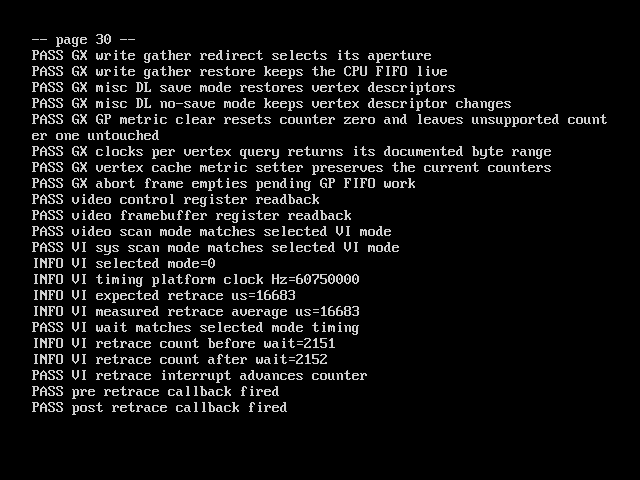 -- page 30 --
PASS GX write gather redirect selects its aperture
PASS GX write gather restore keeps the CPU FIFO live
PASS GX misc DL save mode restores vertex descriptors
PASS GX misc DL no-save mode keeps vertex descriptor changes
PASS GX GP metric clear resets counter zero and leaves unsupported count
er one untouched
PASS GX clocks per vertex query returns its documented byte range
PASS GX vertex cache metric setter preserves the current counters
PASS GX abort frame empties pending GP FIFO work
PASS video control register readback
PASS video framebuffer register readback
PASS video scan mode matches selected VI mode
PASS VI sys scan mode matches selected VI mode
INFO VI selected mode=0
INFO VI timing platform clock Hz=60750000
INFO VI expected retrace us=16683
INFO VI measured retrace average us=16683
PASS VI wait matches selected mode timing
INFO VI retrace count before wait=2151
INFO VI retrace count after wait=2152
PASS VI retrace interrupt advances counter
PASS pre retrace callback fired
PASS post retrace callback fired